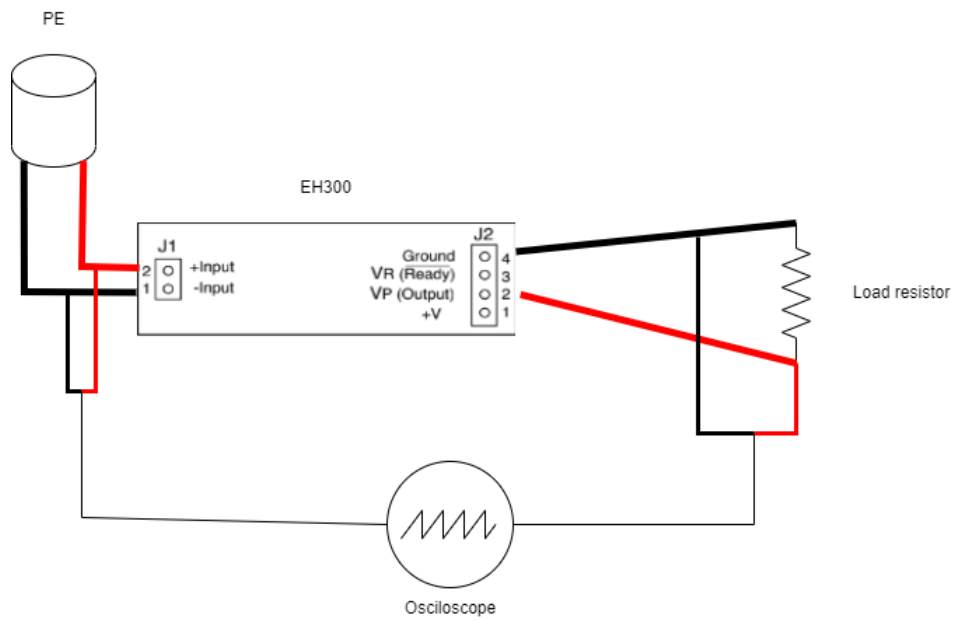 PE
EH300
J1
2 +Input
1 -Input
J2
Ground 4
VR (Ready) 3
VP (Output) 2
+V 1
Load resistor
Osciloscope